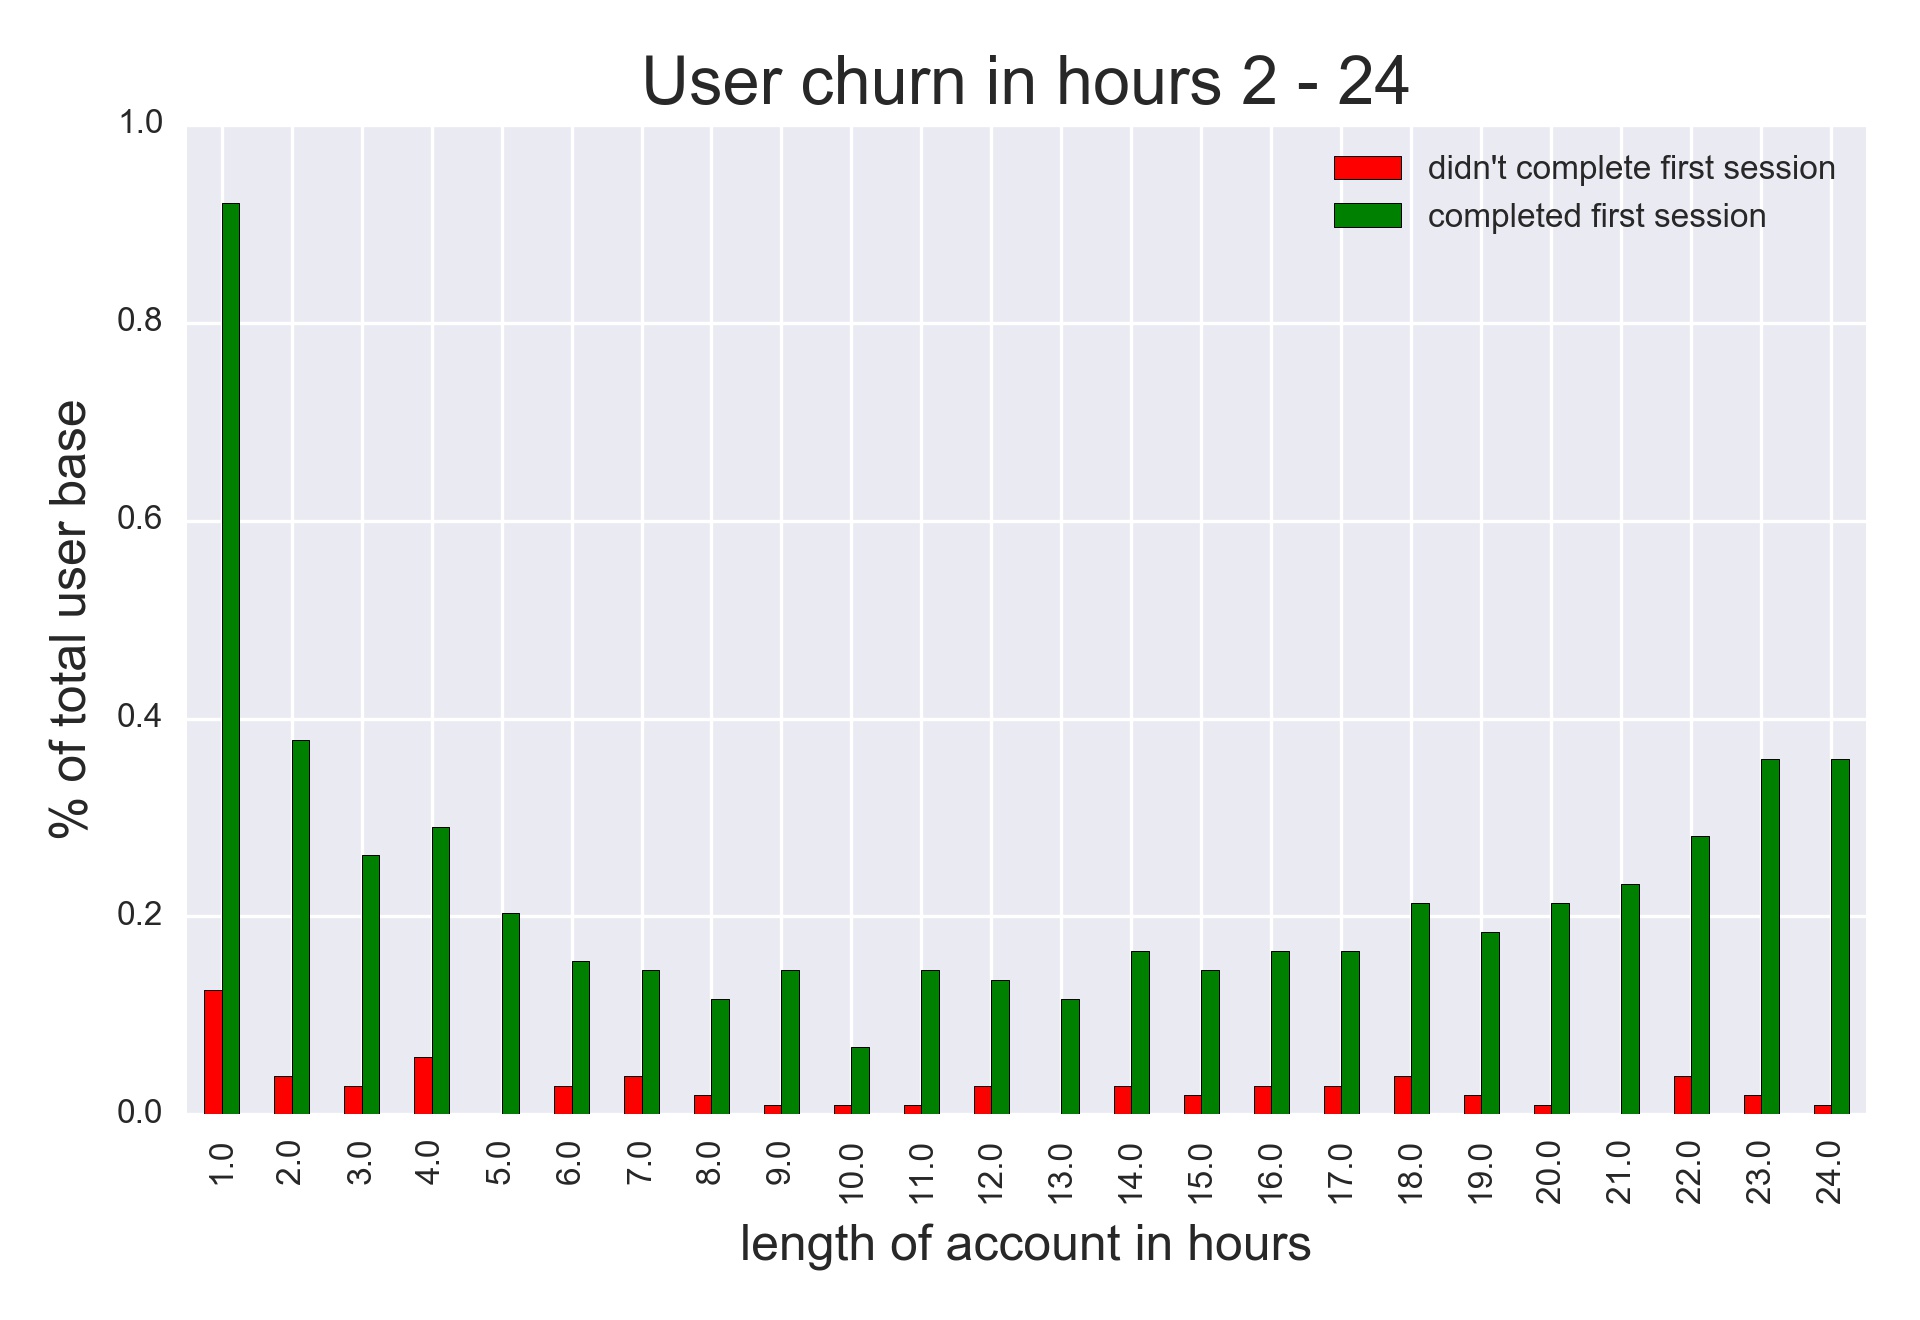 User churn in hours 2 - 24
1.0
0.8
0.6
0.4
0.2
0.0
% of total user base
didn't complete first session
completed first session
1.0 2.0 3.0 4.0 5.0 6.0 7.0 8.0 9.0 10.0 11.0 12.0 13.0 14.0 15.0 16.0 17.0 18.0 19.0 20.0 21.0 22.0 23.0 24.0
length of account in hours